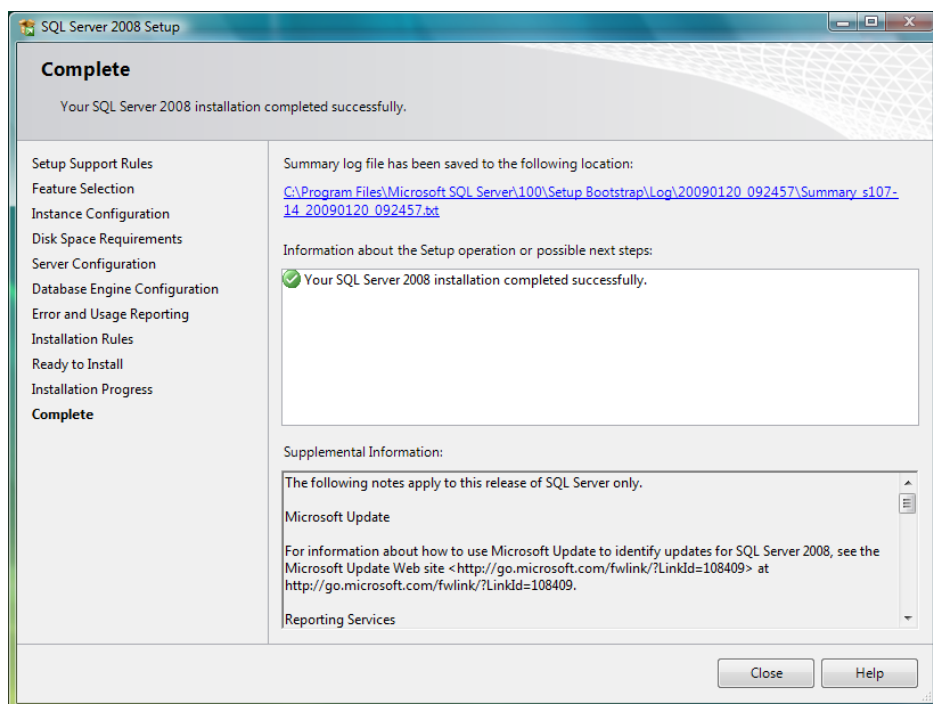 SQL Server 2008 Setup
Complete
Your SQL Server 2008 installation completed successfully.
Setup Support Rules
Feature Selection
Instance Configuration
Disk Space Requirements
Server Configuration
Database Engine Configuration
Error and Usage Reporting
Installation Rules
Ready to Install
Installation Progress
Complete
Summary log file has been saved to the following location:
C:\Program Files\Microsoft SQL Server\100\Setup Bootstrap\Log\20090120_092457\Summary_s107-
14_20090120_092457.txt
Information about the Setup operation or possible next steps:
Your SQL Server 2008 installation completed successfully.
Supplemental Information:
The following notes apply to this release of SQL Server only.
Microsoft Update
For information about how to use Microsoft Update to identify updates for SQL Server 2008, see the
Microsoft Update Web site <http://go.microsoft.com/fwlink/?LinkId=108409> at
http://go.microsoft.com/fwlink/?LinkId=108409.
Reporting Services
Close
Help